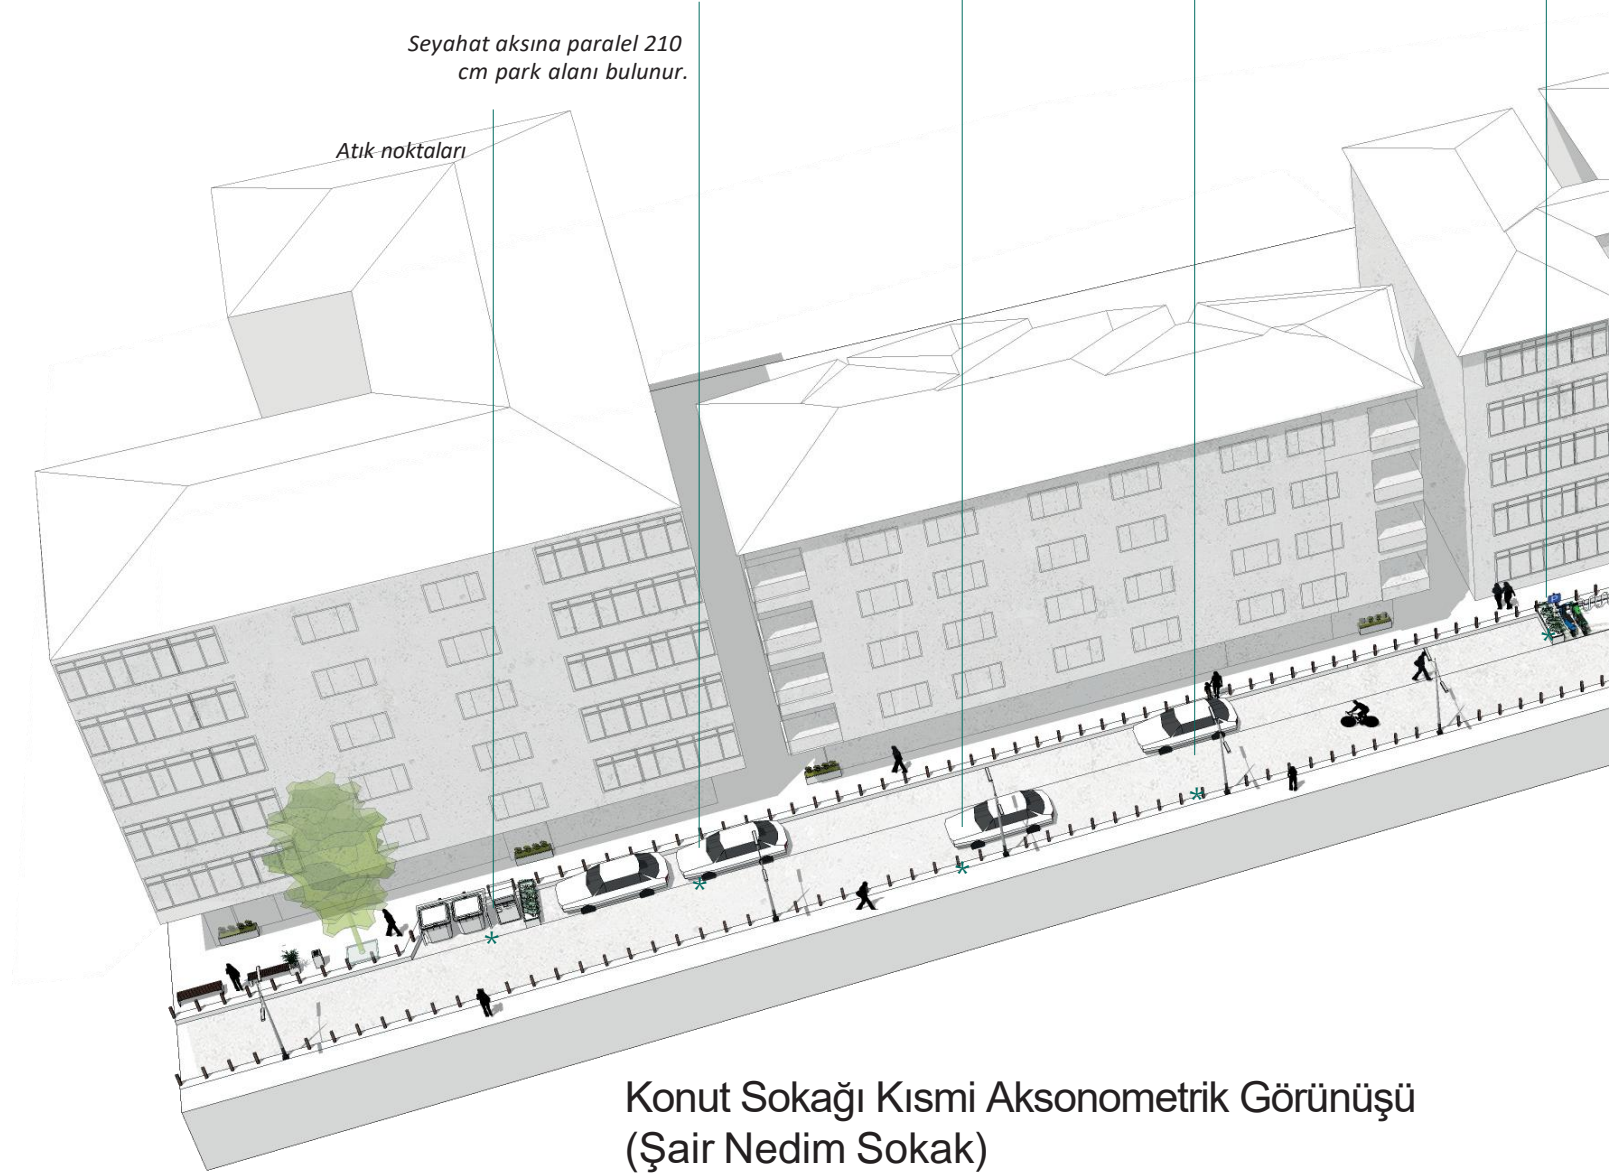 Seyahat aksına paralel 210
cm park alanı bulunur.
Atık noktaları
Konut Sokağı Kısmi Aksonometrik Görünüşü
(Şair Nedim Sokak)